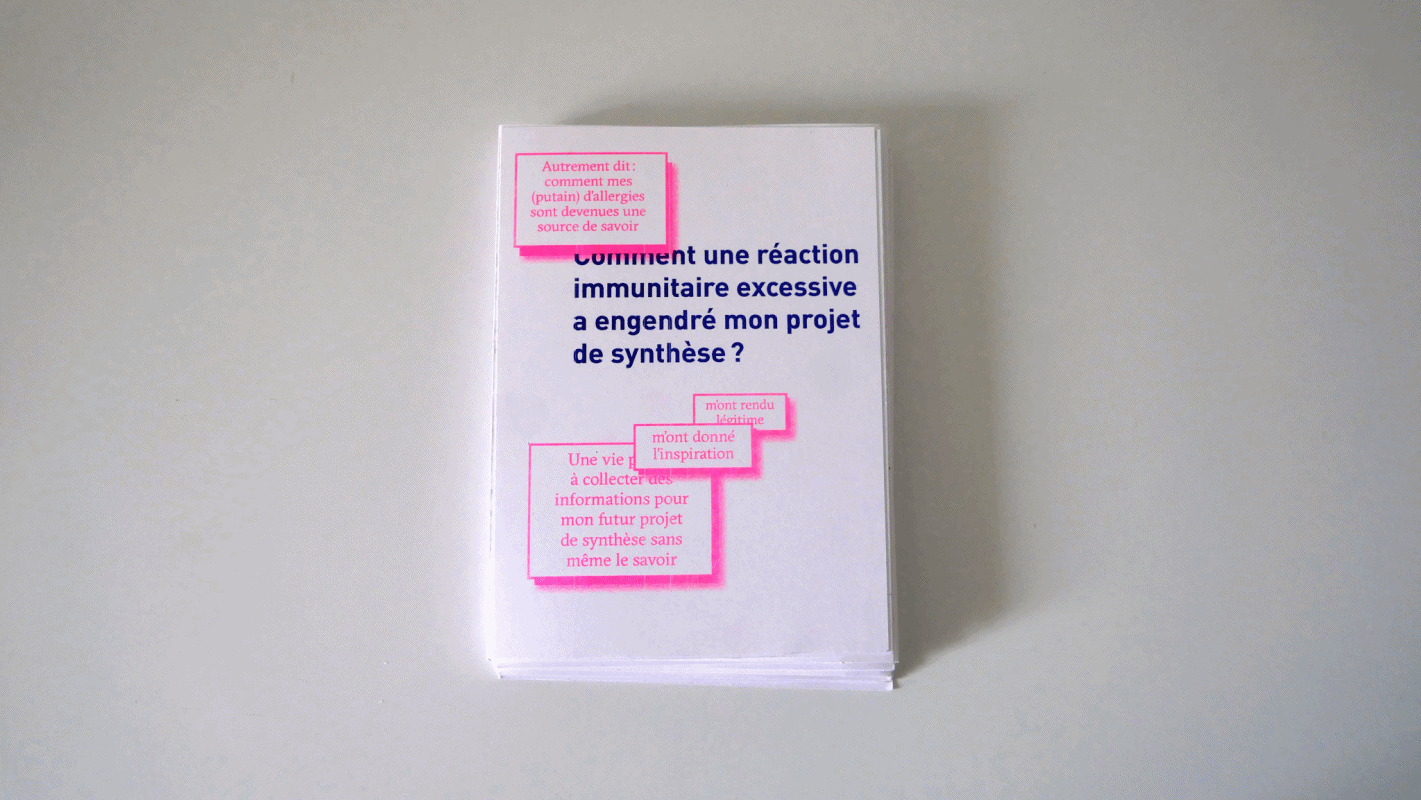 Autrement dit :
comment mes
(putain) d'allergies
sont devenues une
source de savoir
Comment une réaction
immunitaire excessive
a engendré mon projet
de synthèse ?
m'ont rendu
légitime
m'ont donné
l'inspiration
Une vie
à collecter des
informations pour
mon futur projet
de synthèse sans
même le savoir